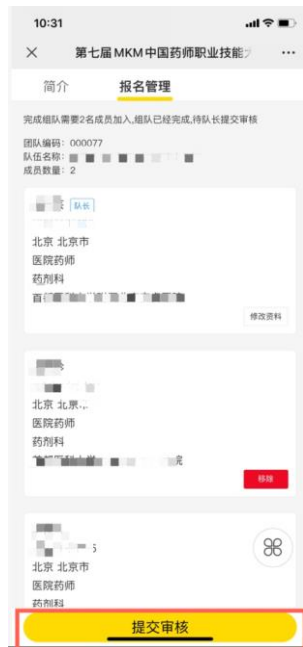 10:31
第七届MKM中国药师职业技能
简介 报名管理
完成组队需要2名成员加入,组队已经完成,待队长提交审核
团队编码: 000077
队伍名称:
成员数量: 2
队长
北京 北京市
医院药师
药剂科
修改资料
北京 北京
医院药师
药剂科
院
移除
5
北京 北京市
医院药师
药剂科
提交审核